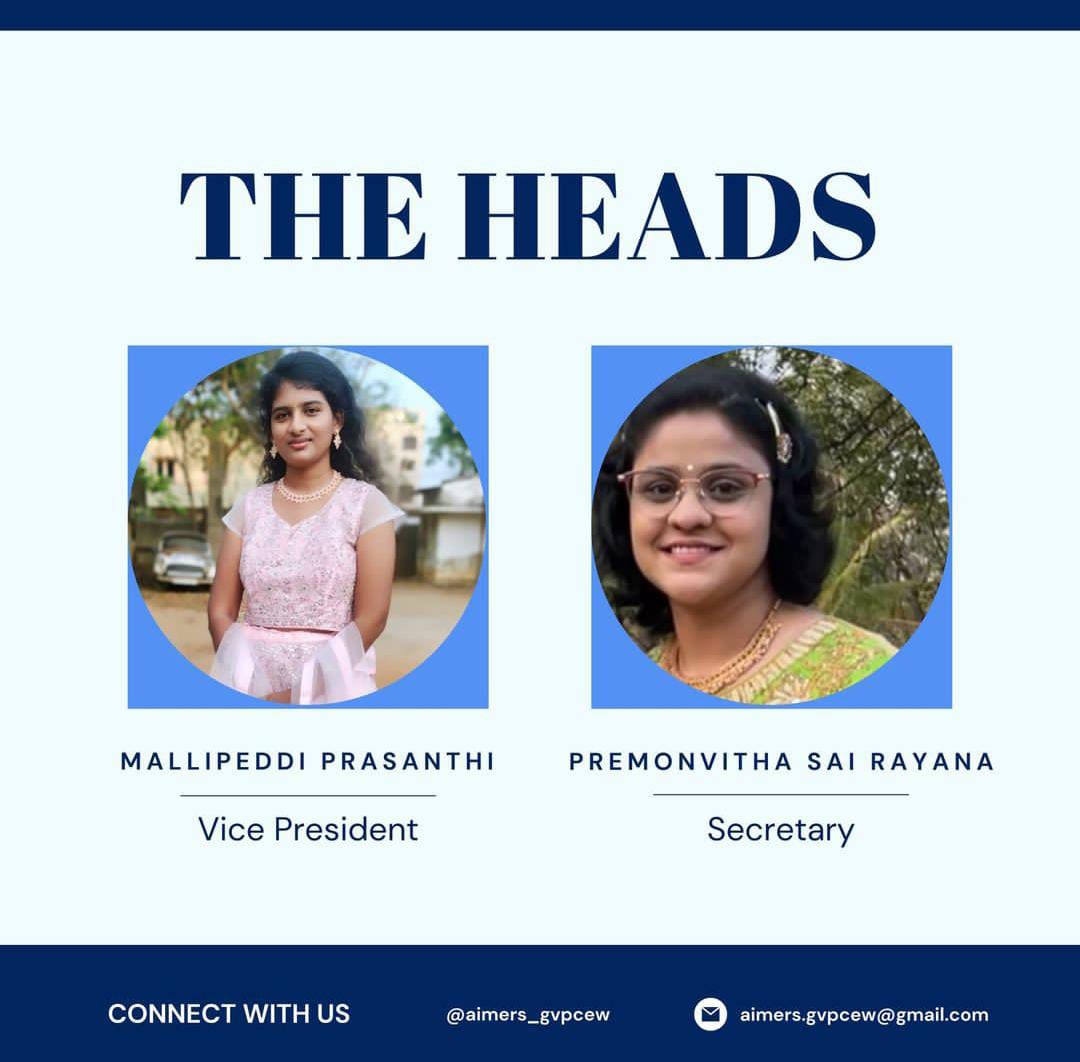 THE HEADS
MALLIPEDDI PRASANTHI
Vice President
PREMONVITHA SAI RAYANA
Secretary
CONNECT WITH US
@aimers_gvpcew
aimers.gvpcew@gmail.com